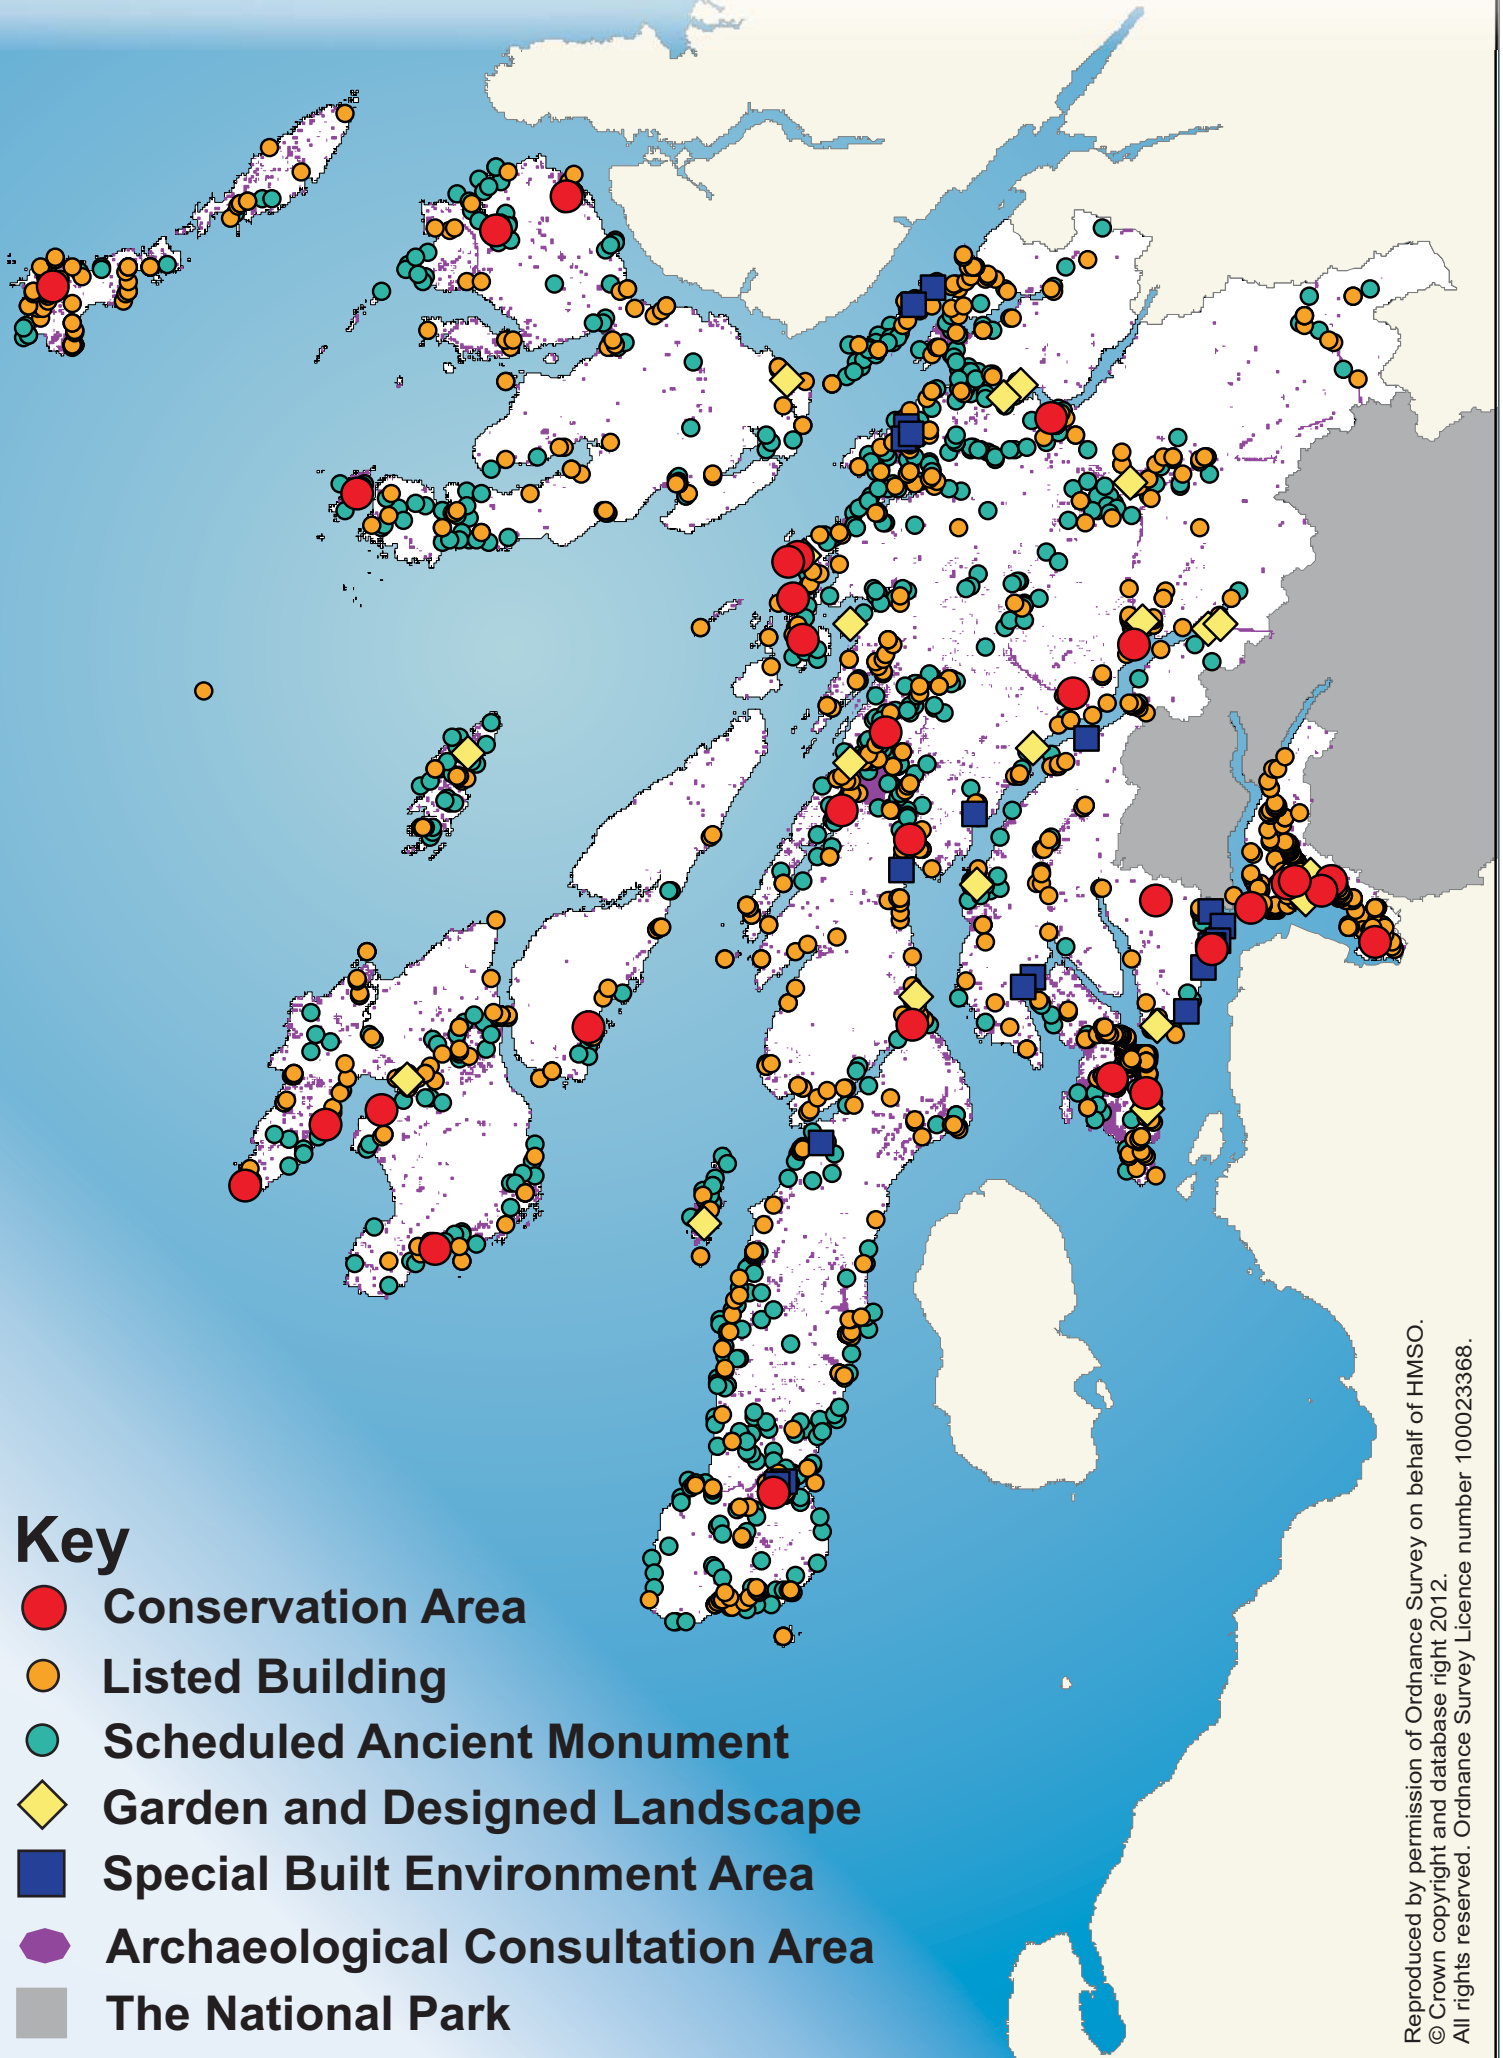 Key
Conservation Area
Listed Building
Scheduled Ancient Monument
Garden and Designed Landscape
Special Built Environment Area
Archaeological Consultation Area
The National Park
Reproduced by permission of Ordnance Survey on behalf of HMSO.
© Crown copyright and database right 2012.
All rights reserved. Ordnance Survey Licence number 100023368.